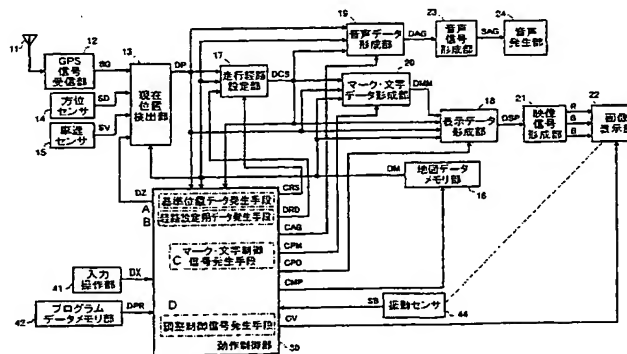 11
12
GPS
信号
受信部
SG
14
方位
センサ
SD
15
車速
センサ
SV
13
現在
位置
検出部
DP
17
走行経路
設定部
DCS
19
音声データ
形成部
DAG
23
音声
信号
形成部
SAG
24
音声
発生部
20
マーク・文字
データ形成部
DMM
18
表示データ
形成部
DSP
21
映像
信号
形成部
R
G
B
22
画像
表示部
DM
地図データ
メモリ部
16
DZ
A
基準位置データ発生手段
B
経路設定用データ発生手段
C
マーク・文字制御
信号発生手段
D
調整制御信号発生手段
動作制御部
30
CRS
DRD
CAG
CPM
CPO
CMP
SB
CV
振動センサ
44
41
入力
操作部
DX
42
プログラム
データメモリ部
DPR